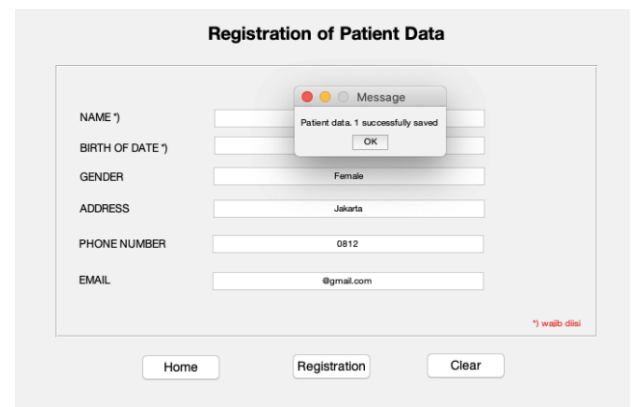 Registration of Patient Data
Message
NAME *)
Patient data. 1 successfully saved
OK
BIRTH OF DATE *)
GENDER
Female
ADDRESS
Jakarta
PHONE NUMBER
0812
EMAIL
@gmail.com
*) wajib diisi
Home
Registration
Clear